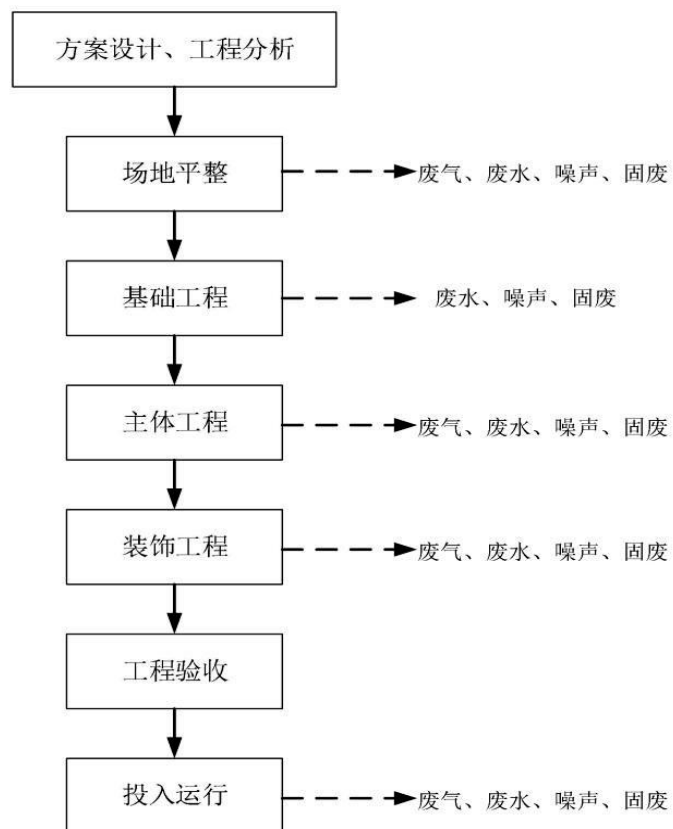 方案设计、工程分析
场地平整
废气、废水、噪声、固废
基础工程
废水、噪声、固废
主体工程
废气、废水、噪声、固废
装饰工程
废气、废水、噪声、固废
工程验收
投入运行
废气、废水、噪声、固废